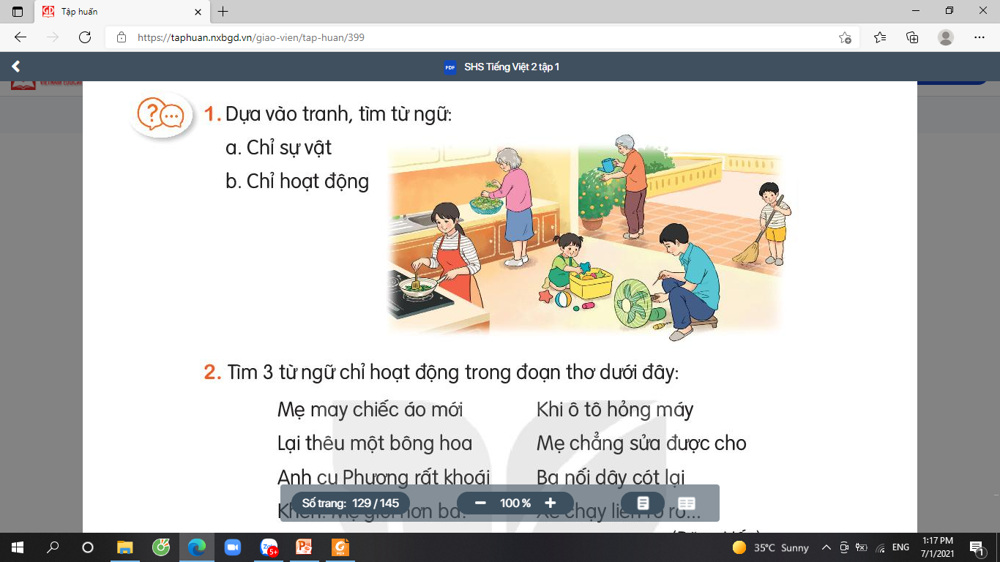 Tập huấn
https://taphuan.nxbgd.vn/giao-vien/tap-huan/399
PDF SHS Tiếng Việt 2 tập 1
1. Dựa vào tranh, tìm từ ngữ:
a. Chỉ sự vật
b. Chỉ hoạt động
2. Tìm 3 từ ngữ chỉ hoạt động trong đoạn thơ dưới đây:
Mẹ may chiếc áo mới
Lại thêu một bông hoa
Anh cu Phương rất khoái
Khen: Mẹ giỏi hơn ba!
Khi ô tô hỏng máy
Mẹ chẳng sửa được cho
Ba nối dây cót lại
Xe chạy liền ro ro...
Số trang: 129 / 145
100 %
35°C Sunny
ENG
1:17 PM
7/1/2021